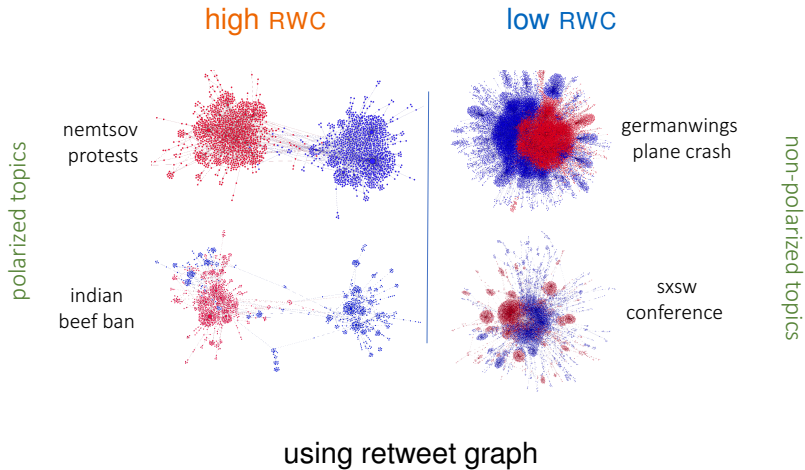 high RWC
low RWC
polarized topics
nemtsov
protests
germanwings
plane crash
non-polarized topics
indian
beef ban
sxsw
conference
using retweet graph